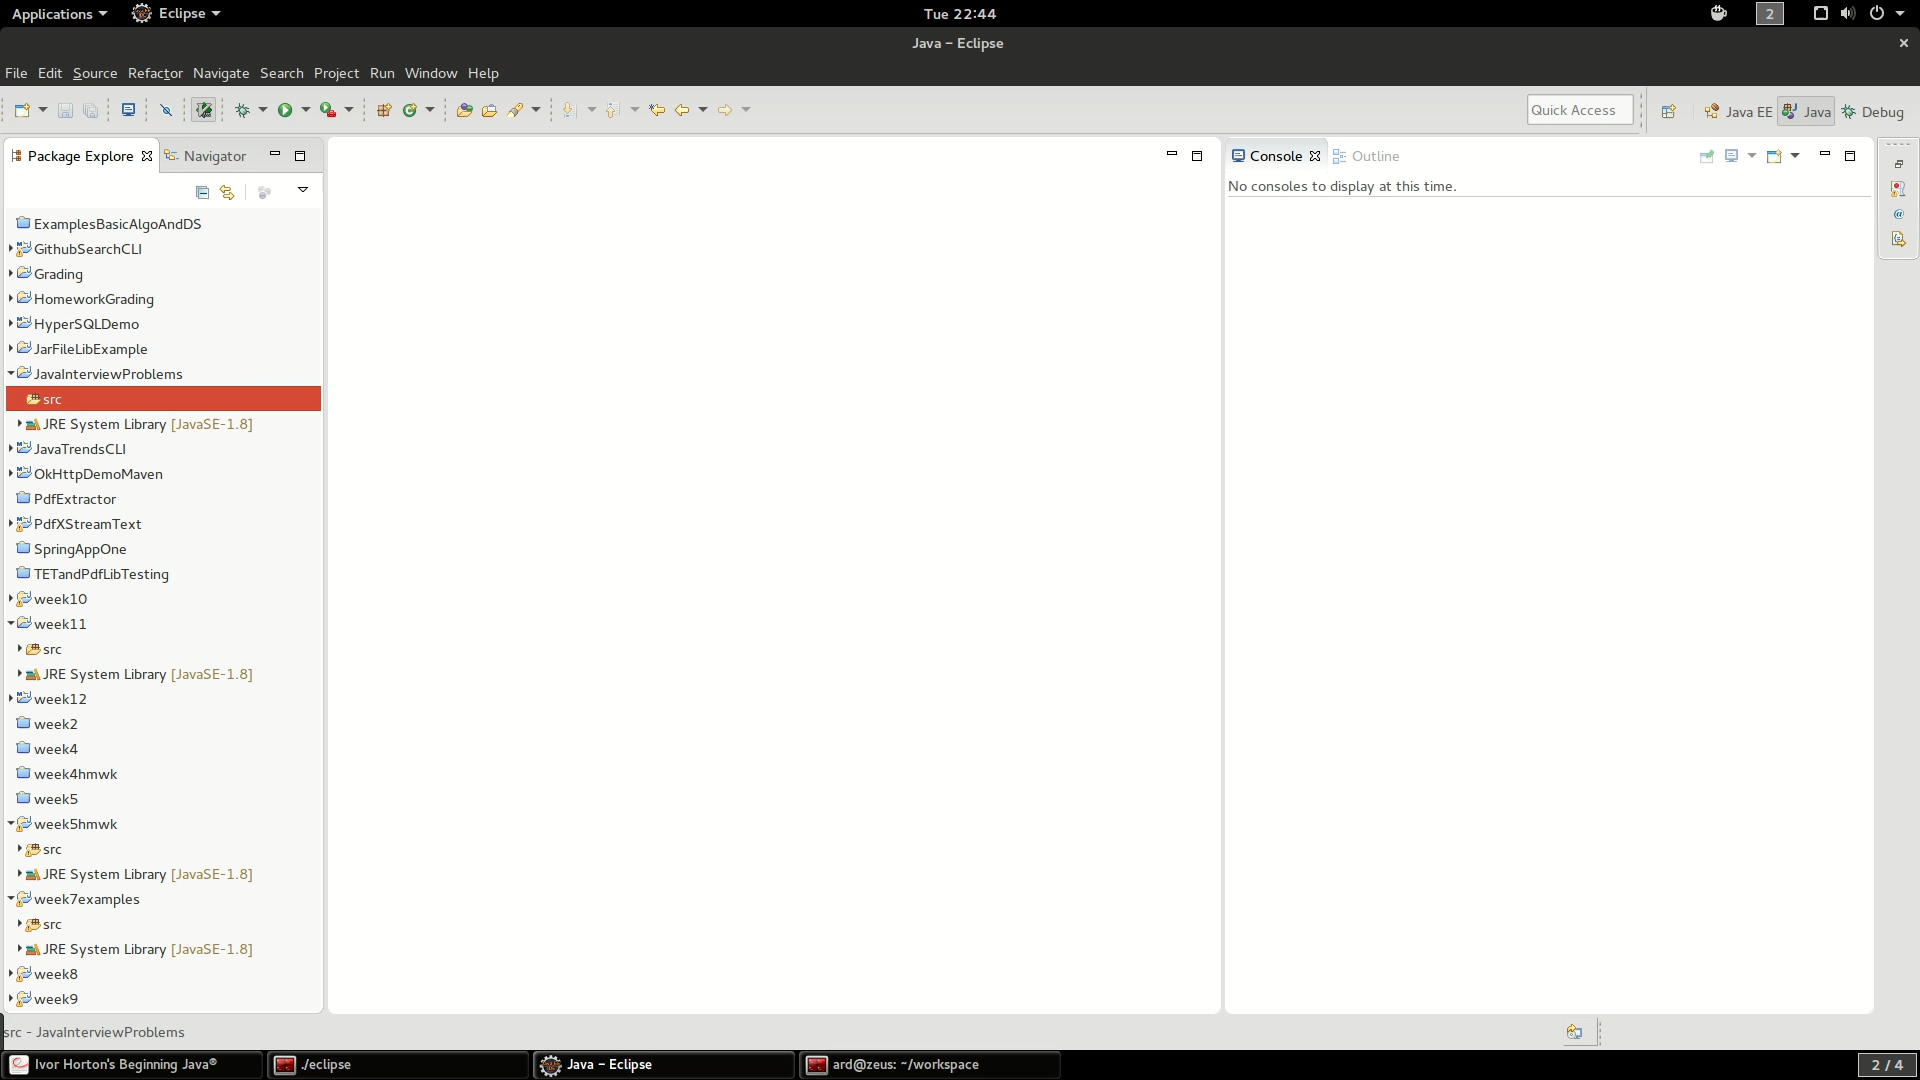 Applications Eclipse Tue 22:44 2
Java – Eclipse
File Edit Source Refactor Navigate Search Project Run Window Help
Quick Access Java EE Java Debug
Package Explore Navigator
Console Outline
No consoles to display at this time.
ExamplesBasicAlgoAndDS
GithubSearchCLI
Grading
HomeworkGrading
HyperSQLDemo
JarFileLibExample
JavaInterviewProblems
src
JRE System Library [JavaSE-1.8]
JavaTrendsCLI
OkHttpDemoMaven
PdfExtractor
PdfXStreamText
SpringAppOne
TETandPdfLibTesting
week10
week11
src
JRE System Library [JavaSE-1.8]
week12
week2
week4
week4hmwk
week5
week5hmwk
src
JRE System Library [JavaSE-1.8]
week7examples
src
JRE System Library [JavaSE-1.8]
week8
week9
src - JavaInterviewProblems
Ivor Horton's Beginning Java® ./eclipse Java – Eclipse ard@zeus: ~/workspace 2 / 4